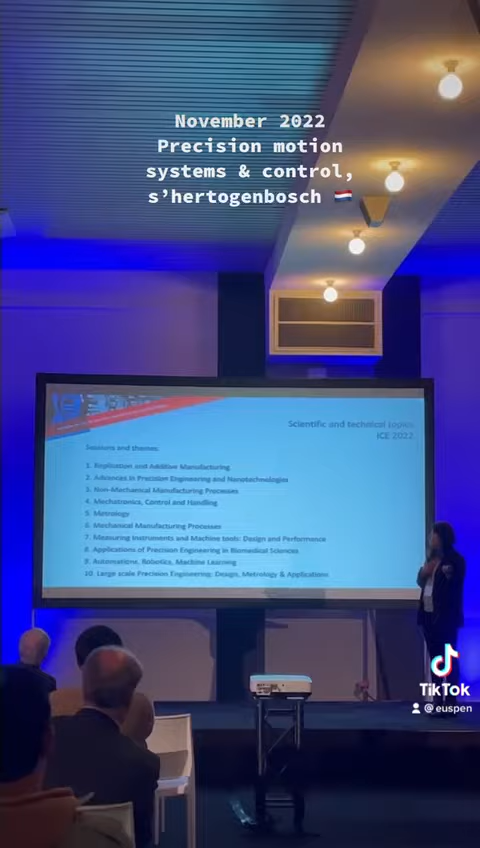 November 2022
Precision motion
systems & control,
s'hertogenbosch 🇳🇱
Scientific and technical topics
ICE 2022
Sessions and themes:
1. Replication and Additive Manufacturing
2. Advances in Precision Engineering and Nanotechnologies
3. Non-Mechanical Manufacturing Processes
4. Mechatronics, Control and Handling
5. Metrology
6. Mechanical Manufacturing Processes
7. Measuring Instruments and Machine tools: Design and Performance
8. Applications of Precision Engineering in Biomedical Sciences
9. Automations, Robotics, Machine Learning
10. Large scale Precision Engineering: Design, Metrology & Applications
TikTok
@euspen